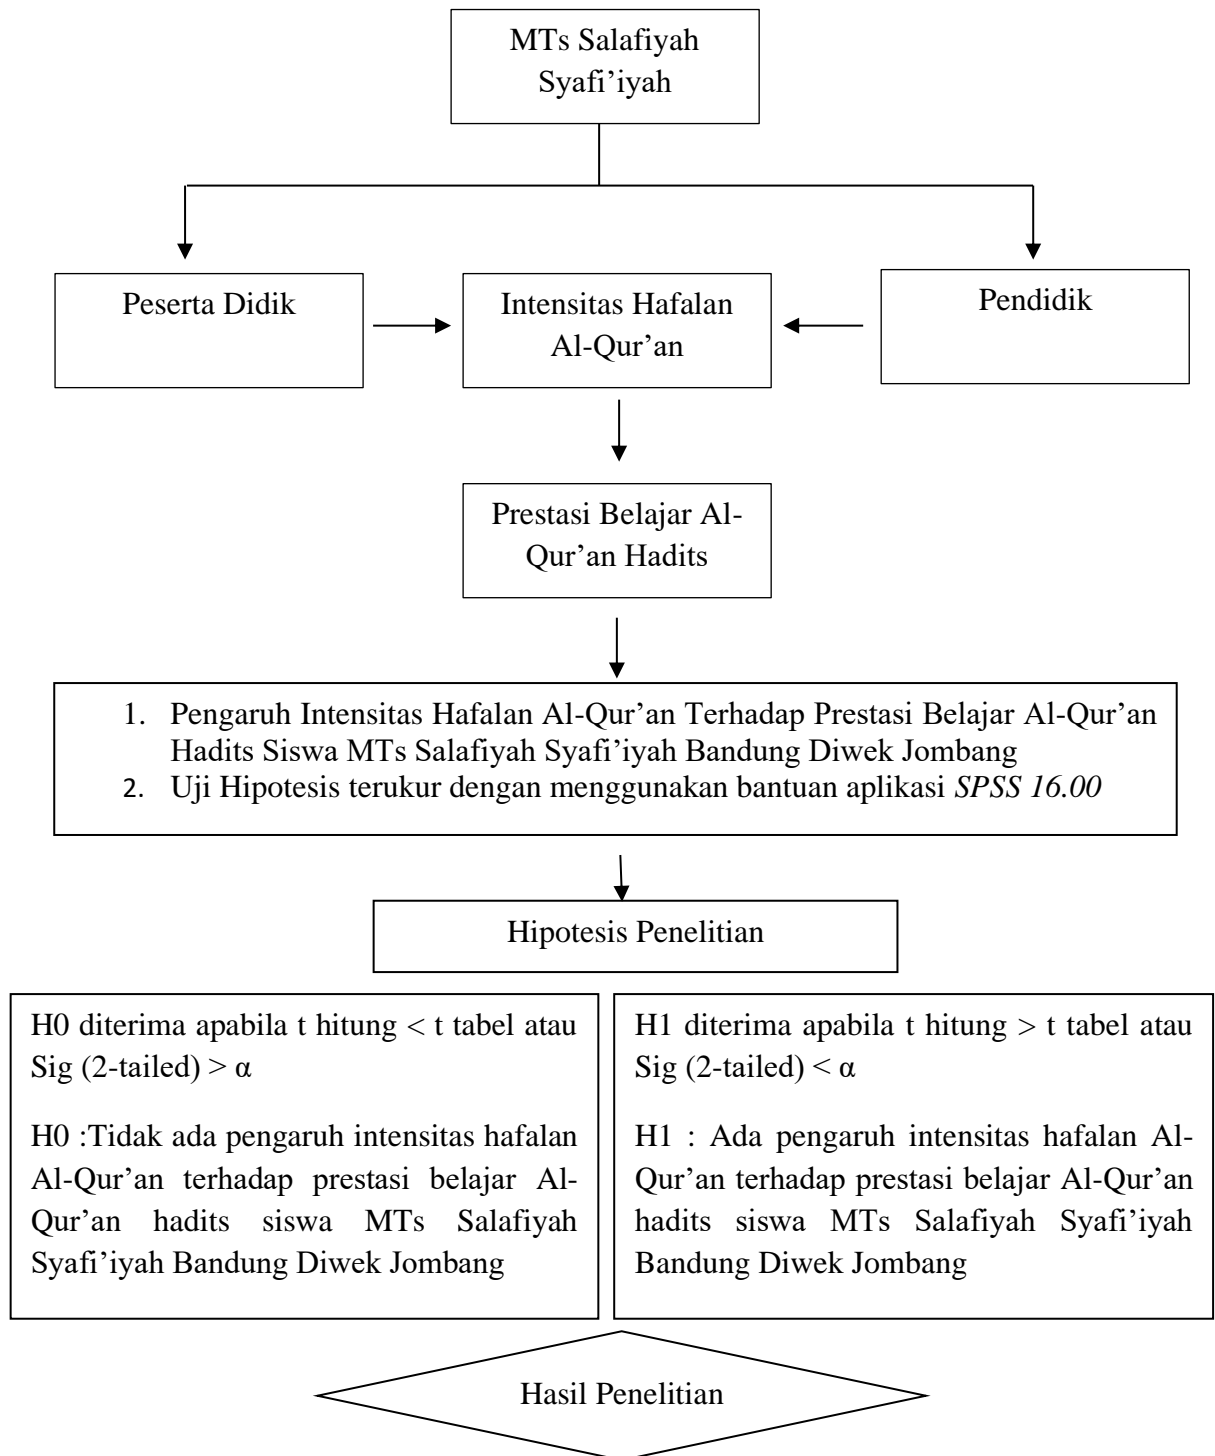 MTs Salafiyah
Syafi’iyah
Peserta Didik
Intensitas Hafalan
Al-Qur’an
Pendidik
Prestasi Belajar Al-
Qur’an Hadits
1. Pengaruh Intensitas Hafalan Al-Qur’an Terhadap Prestasi Belajar Al-Qur’an
Hadits Siswa MTs Salafiyah Syafi’iyah Bandung Diwek Jombang
2. Uji Hipotesis terukur dengan menggunakan bantuan aplikasi SPSS 16.00
Hipotesis Penelitian
H0 diterima apabila t hitung < t tabel atau
Sig (2-tailed) > α
H0 :Tidak ada pengaruh intensitas hafalan
Al-Qur’an terhadap prestasi belajar Al-
Qur’an hadits siswa MTs Salafiyah
Syafi’iyah Bandung Diwek Jombang
H1 diterima apabila t hitung > t tabel atau
Sig (2-tailed) < α
H1 : Ada pengaruh intensitas hafalan Al-
Qur’an terhadap prestasi belajar Al-Qur’an
hadits siswa MTs Salafiyah Syafi’iyah
Bandung Diwek Jombang
Hasil Penelitian